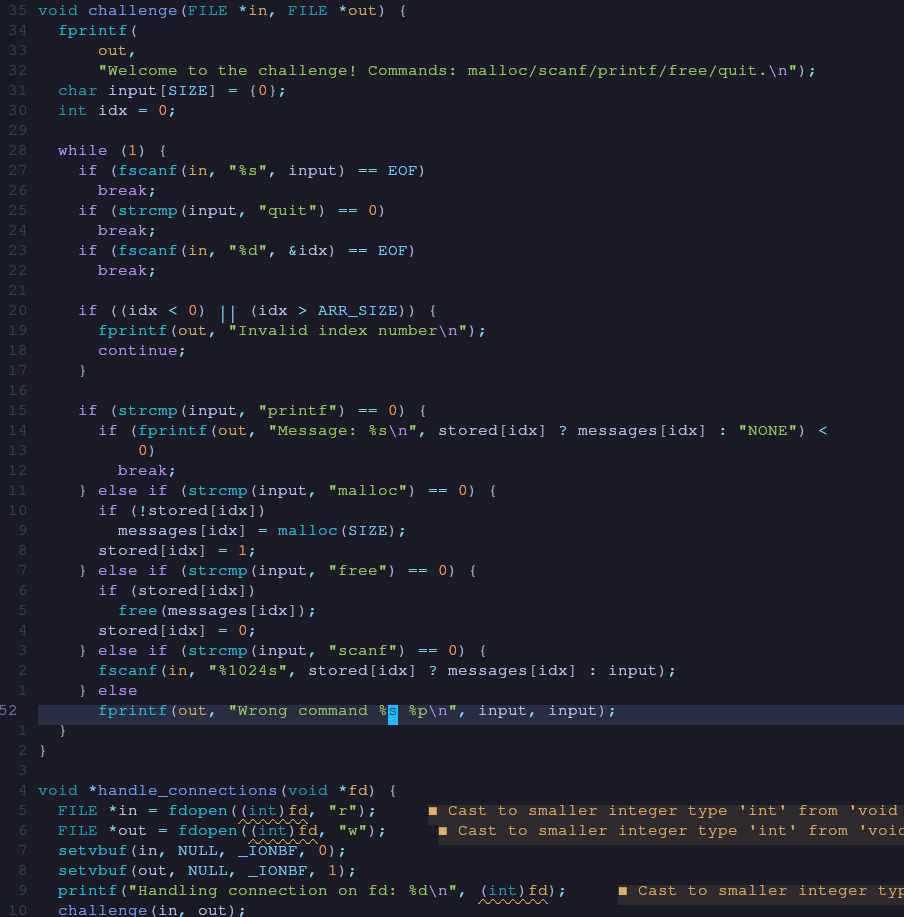 35 void challenge(FILE *in, FILE *out) {
34   fprintf(
33       out,
32       "Welcome to the challenge! Commands: malloc/scanf/printf/free/quit.\n");
31   char input[SIZE] = {0};
30   int idx = 0;
29
28   while (1) {
27     if (fscanf(in, "%s", input) == EOF)
26       break;
25     if (strcmp(input, "quit") == 0)
24       break;
23     if (fscanf(in, "%d", &idx) == EOF)
22       break;
21
20     if ((idx < 0) || (idx > ARR_SIZE)) {
19       fprintf(out, "Invalid index number\n");
18       continue;
17     }
16
15     if (strcmp(input, "printf") == 0) {
14       if (fprintf(out, "Message: %s\n", stored[idx] ? messages[idx] : "NONE") <
13           0)
12         break;
11     } else if (strcmp(input, "malloc") == 0) {
10       if (!stored[idx])
9         messages[idx] = malloc(SIZE);
8       stored[idx] = 1;
7     } else if (strcmp(input, "free") == 0) {
6       if (stored[idx])
5         free(messages[idx]);
4       stored[idx] = 0;
3     } else if (strcmp(input, "scanf") == 0) {
2       fscanf(in, "%1024s", stored[idx] ? messages[idx] : input);
1     } else
52       fprintf(out, "Wrong command %s %p\n", input, input);
1   }
2 }
3
4 void *handle_connections(void *fd) {
5   FILE *in = fdopen((int)fd, "r");     ■ Cast to smaller integer type 'int' from 'void
6   FILE *out = fdopen((int)fd, "w");     ■ Cast to smaller integer type 'int' from 'voi
7   setvbuf(in, NULL, _IONBF, 0);
8   setvbuf(out, NULL, _IONBF, 1);
9   printf("Handling connection on fd: %d\n", (int)fd);     ■ Cast to smaller integer typ
10   challenge(in, out);